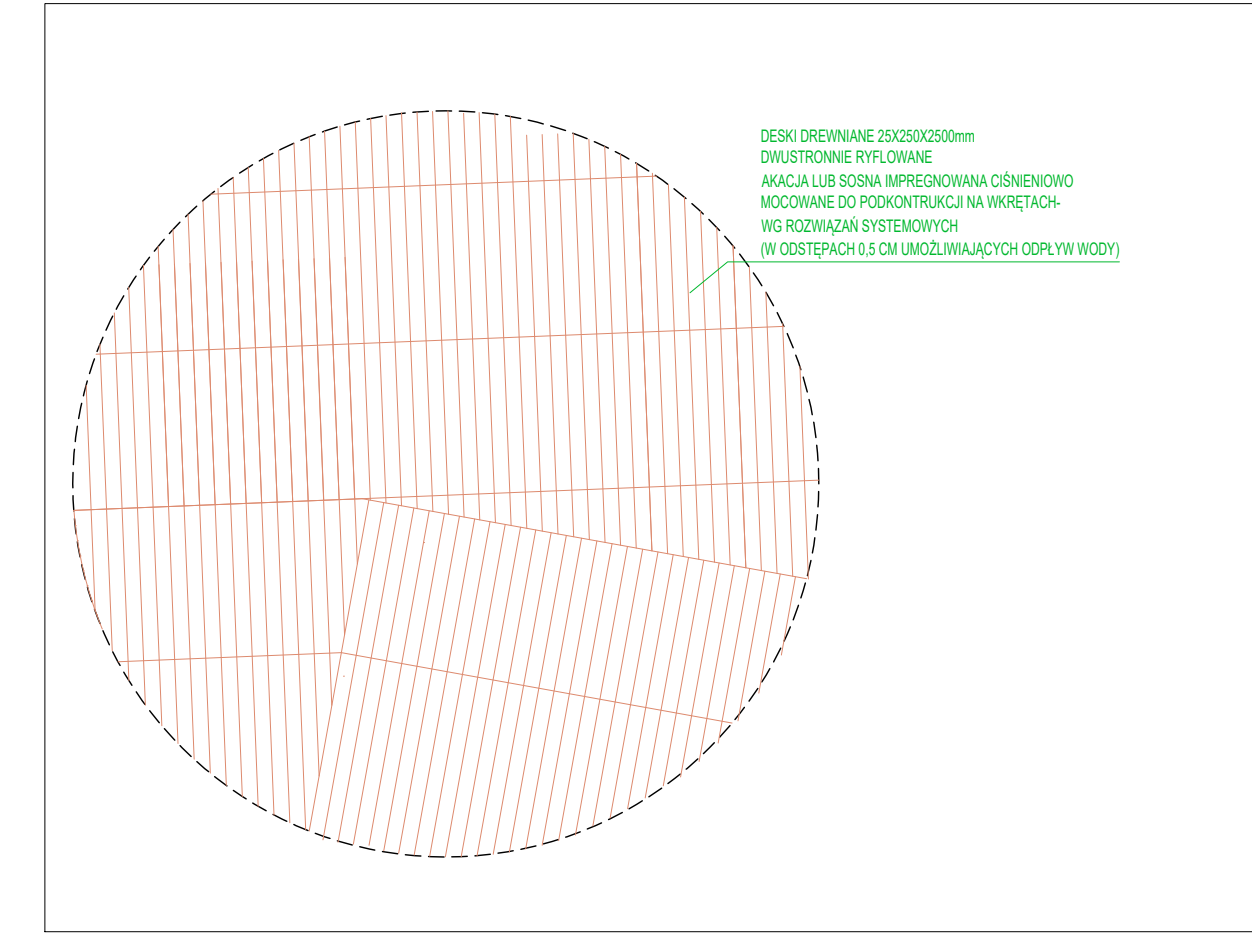 DESKI DREWNIANE 25X250X2500mm
DWUSTRONNIE RYFLOWANE
AKACJA LUB SOSNA IMPREGNOWANA CIŚNIENIOWO
MOCOWANE DO PODKONTRUKCJI NA WKRĘTACH-
WG ROZWIĄZAŃ SYSTEMOWYCH
(W ODSTĘPACH 0,5 CM UMOŻLIWIAJĄCYCH ODPŁYW WODY)